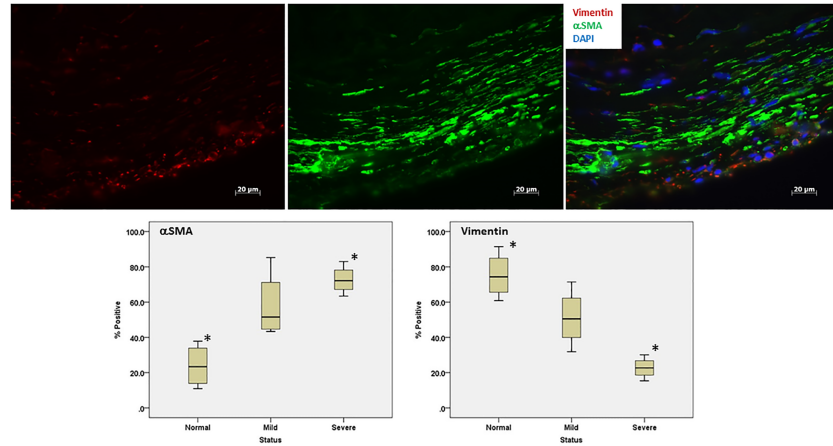 Vimentin
αSMA
DAPI
20 µm
20 µm
20 µm
αSMA
*
*
100.0
80.0
60.0
40.0
20.0
.0
% Positive
Normal
Mild
Severe
Status
Vimentin
*
*
100.0
80.0
60.0
40.0
20.0
.0
% Positive
Normal
Mild
Severe
Status